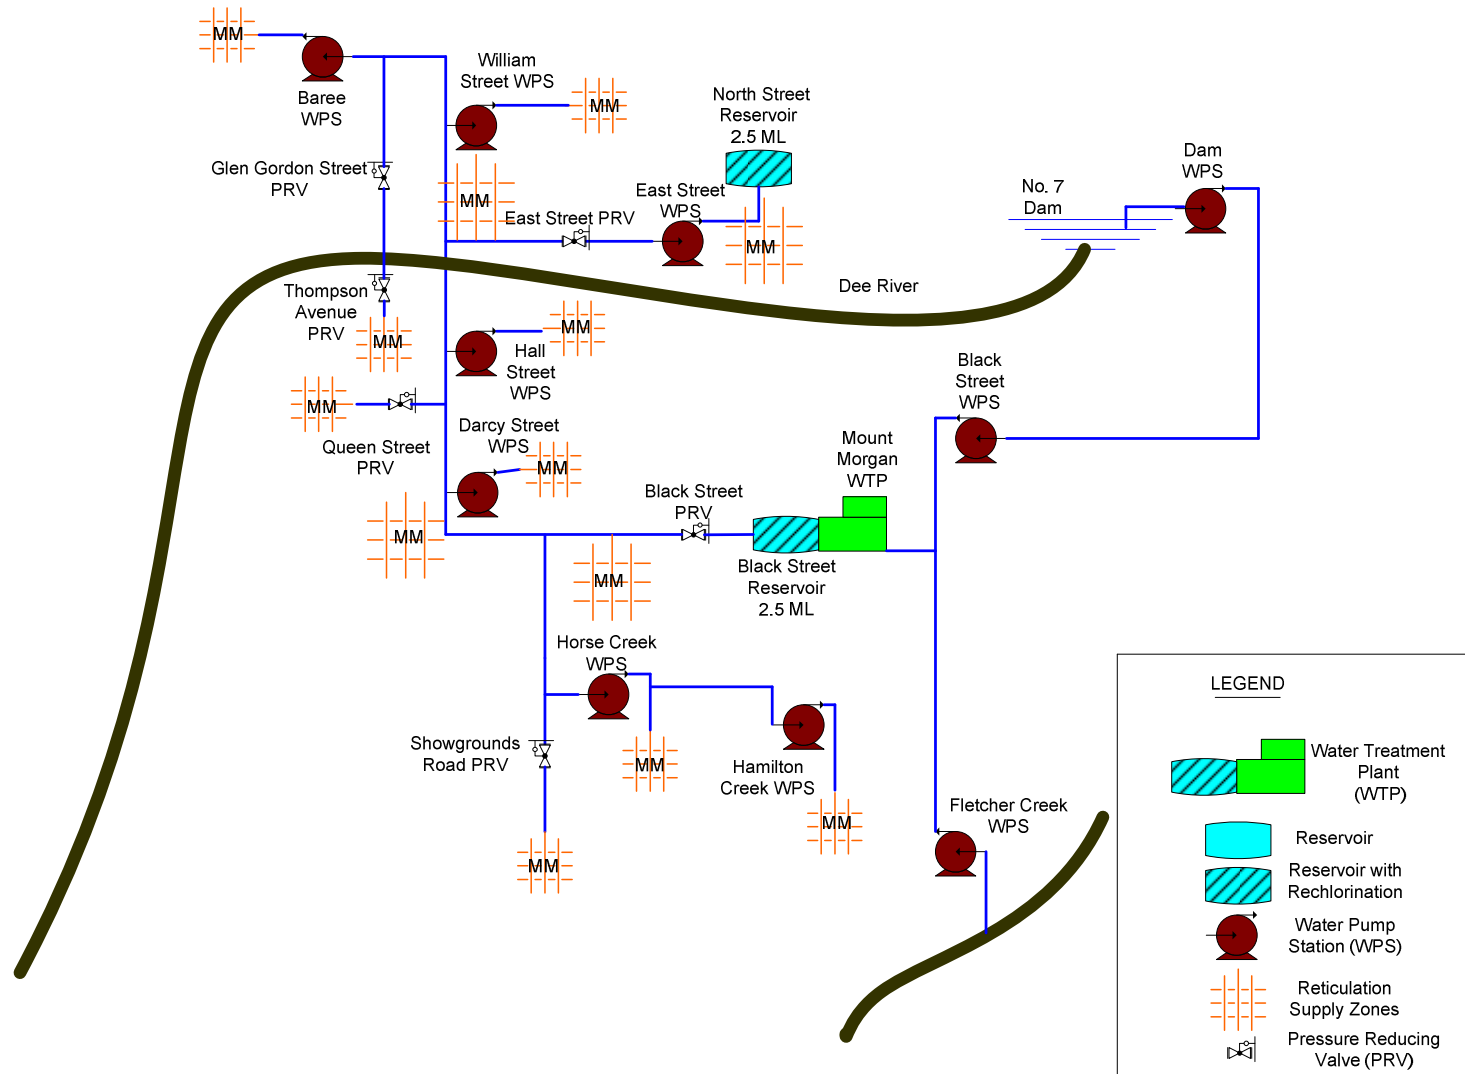 MM
Baree
WPS
William
Street WPS
MM
North Street
Reservoir
2.5 ML
Glen Gordon Street
PRV
MM
East Street PRV
East Street
WPS
MM
No. 7
Dam
Dam
WPS
Dee River
Thompson
Avenue
PRV
MM
MM
Hall
Street
WPS
MM
Queen Street
PRV
Darcy Street
WPS
MM
Black
Street
WPS
Mount
Morgan
WTP
Black Street
PRV
MM
Black Street
Reservoir
2.5 ML
MM
Horse Creek
WPS
Showgrounds
Road PRV
MM
Hamilton
Creek WPS
MM
MM
Fletcher Creek
WPS
LEGEND
Water Treatment
Plant
(WTP)
Reservoir
Reservoir with
Rechlorination
Water Pump
Station (WPS)
Reticulation
Supply Zones
Pressure Reducing
Valve (PRV)